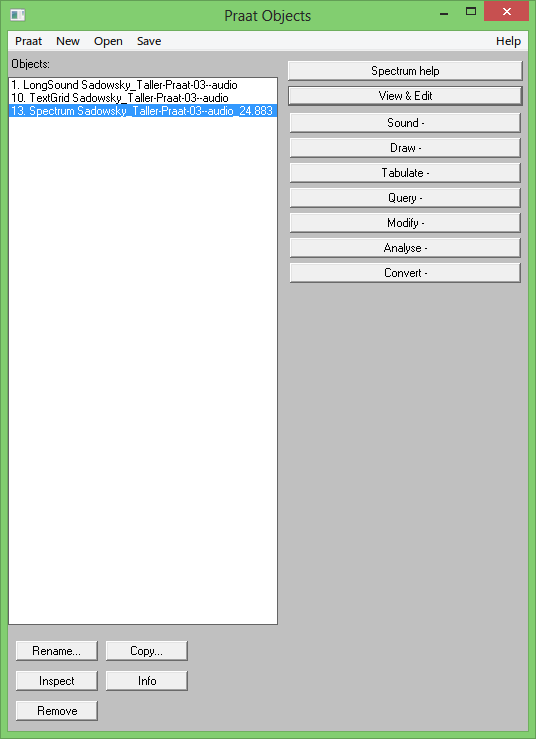 Praat Objects
Praat New Open Save Help
Objects:
1. LongSound Sadowsky_Taller-Praat-03--audio
10. TextGrid Sadowsky_Taller-Praat-03--audio
13. Spectrum Sadowsky_Taller-Praat-03--audio_24.883
Spectrum help
View & Edit
Sound -
Draw -
Tabulate -
Query -
Modify -
Analyse -
Convert -
Rename... Copy...
Inspect Info
Remove